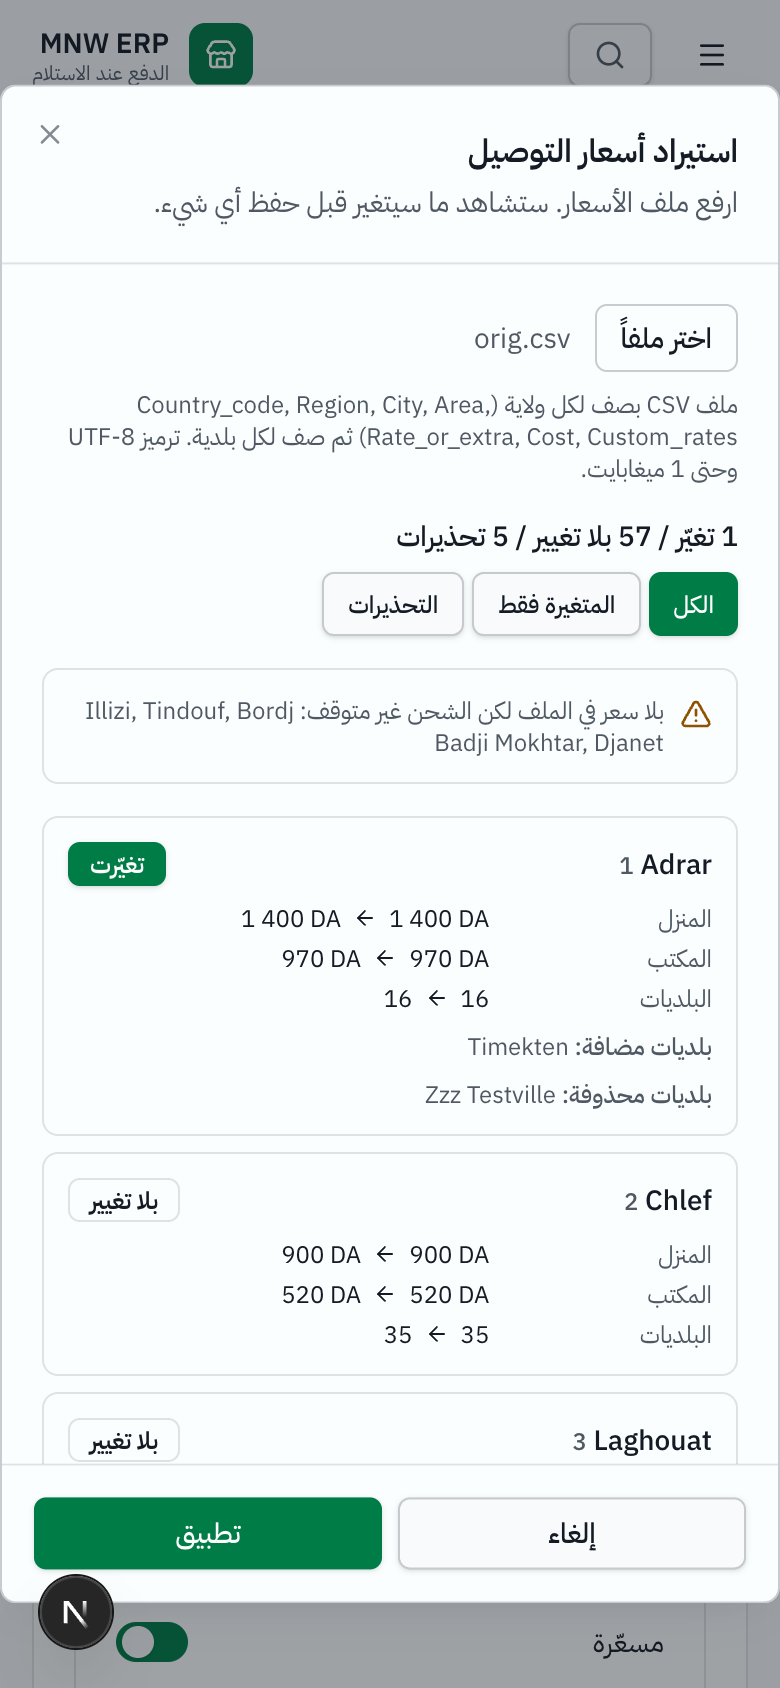 MNW ERP
الدفع عند الاستلام
استيراد أسعار التوصيل
ارفع ملف الأسعار. ستشاهد ما سيتغير قبل حفظ أي شيء.
اختر ملفاً orig.csv
ملف CSV بصف لكل ولاية (Country_code, Region, City, Area,
Rate_or_extra, Cost, Custom_rates) ثم صف لكل بلدية. ترميز UTF-8
وحتى 1 ميغابايت.
1 تغيّر / 57 بلا تغيير / 5 تحذيرات
الكل المتغيرة فقط التحذيرات
بلا سعر في الملف لكن الشحن غير متوقف: Illizi, Tindouf, Bordj
Badji Mokhtar, Djanet
Adrar 1 تغيّرت
المنزل 1 400 DA ← 1 400 DA
المكتب 970 DA ← 970 DA
البلديات 16 ← 16
بلديات مضافة: Timekten
بلديات محذوفة: Zzz Testville
Chlef 2 بلا تغيير
المنزل 900 DA ← 900 DA
المكتب 520 DA ← 520 DA
البلديات 35 ← 35
Laghouat 3 بلا تغيير
إلغاء تطبيق
N
مسعّرة